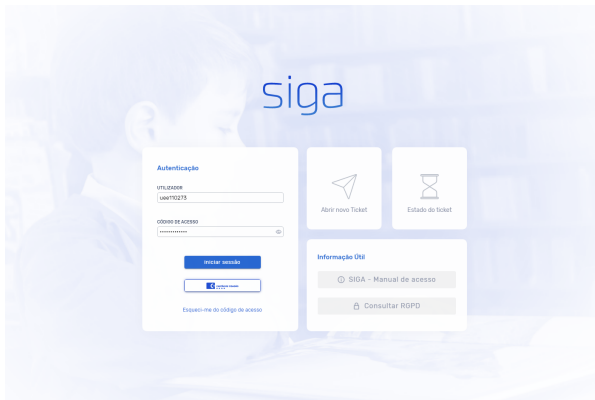 siga
Autenticação
UTILIZADOR
uee110273
CÓDIGO DE ACESSO
Iniciar sessão
Esqueci-me do código de acesso
Abrir novo Ticket
Estado do ticket
Informação Útil
SIGA - Manual de acesso
Consultar RGPD